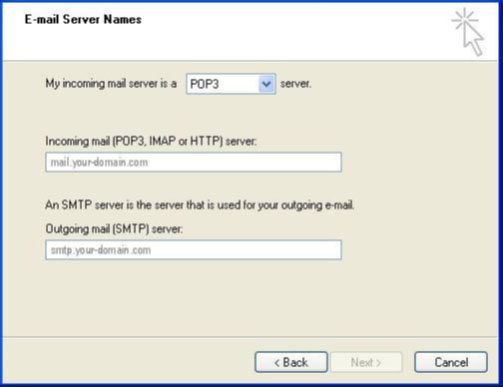 E-mail Server Names
My incoming mail server is a POP3 server.
Incoming mail (POP3, IMAP or HTTP) server:
mail.your-domain.com
An SMTP server is the server that is used for your outgoing e-mail.
Outgoing mail (SMTP) server:
smtp.your-domain.com
< Back Next > Cancel